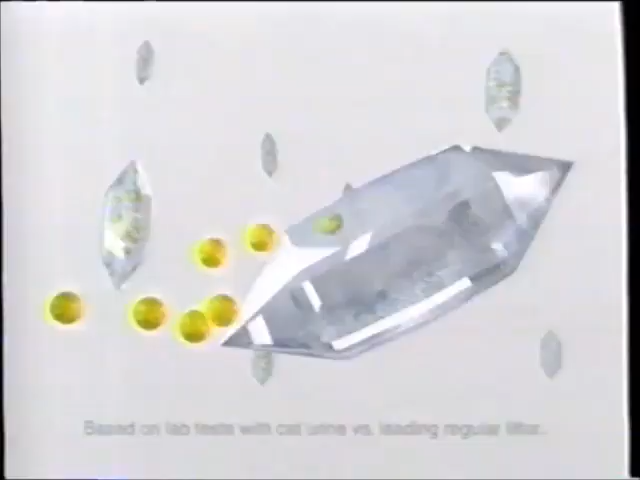 Based on lab tests with cat urine vs. leading regular litter.